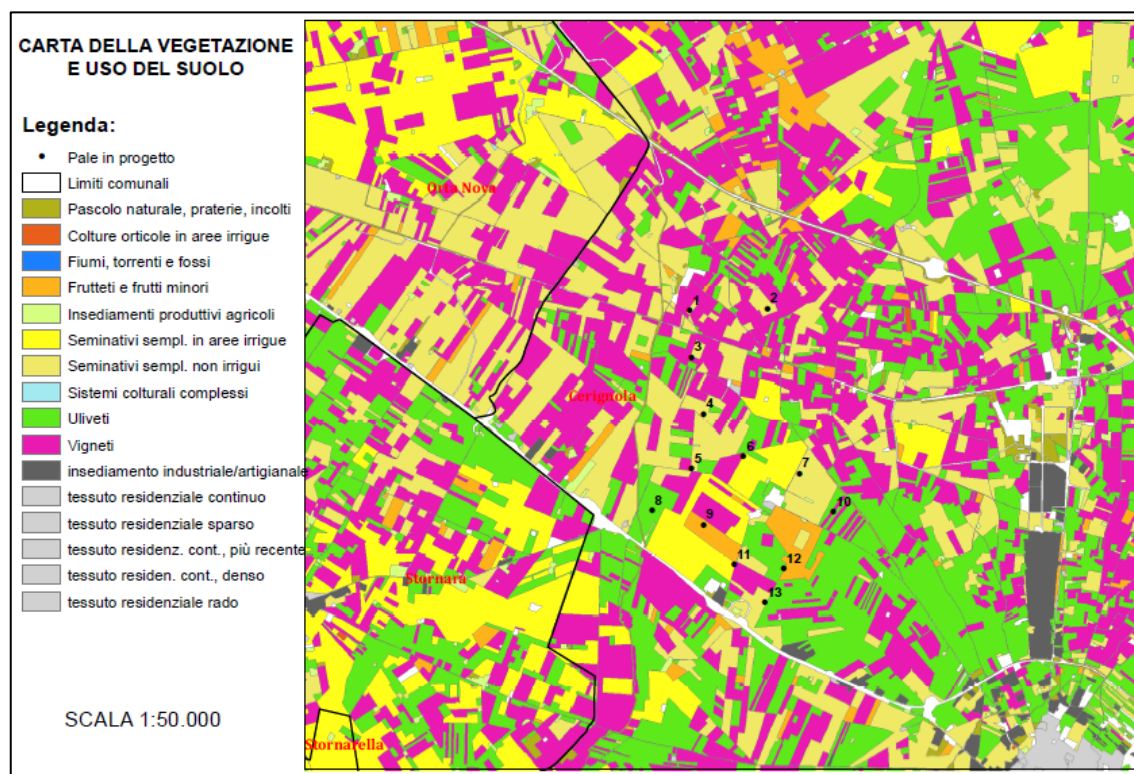 CARTA DELLA VEGETAZIONE
E USO DEL SUOLO
Legenda:
Pale in progetto
Limiti comunali
Pascolo naturale, praterie, incolti
Colture orticole in aree irrigue
Fiumi, torrenti e fossi
Frutteti e frutti minori
Insediamenti produttivi agricoli
Seminativi sempl. in aree irrigue
Seminativi sempl. non irrigui
Sistemi colturali complessi
Uliveti
Vigneti
insediamento industriale/artigianale
tessuto residenziale continuo
tessuto residenziale sparso
tessuto residenz. cont., più recente
tessuto residen. cont., denso
tessuto residenziale rado
SCALA 1:50.000
Orta Nova
1
2
3
Cerignola
4
6
5
7
8
10
9
11
12
Stornara
13
Stornarella